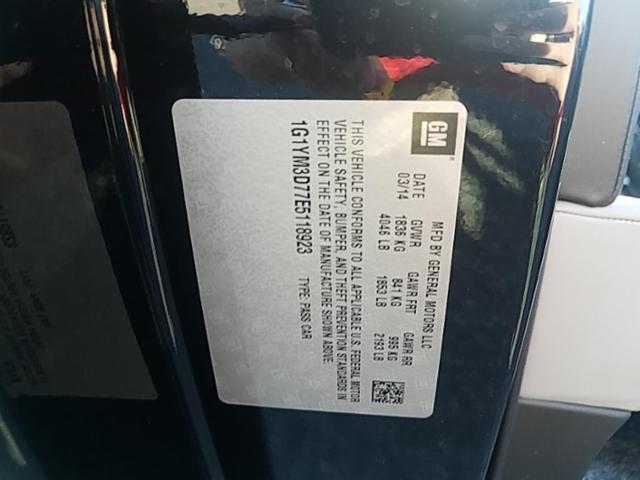 GM
MFD BY GENERAL MOTORS LLC
DATE GVWR GAWR FRT GAWR RR
03/14 1836 KG 841 KG 995 KG
4046 LB 1853 LB 2193 LB
THIS VEHICLE CONFORMS TO ALL APPLICABLE U.S. FEDERAL MOTOR
VEHICLE SAFETY, BUMPER, AND THEFT PREVENTION STANDARDS IN
EFFECT ON THE DATE OF MANUFACTURE SHOWN ABOVE.
1G1YM3D77E5118923 TYPE: PASS CAR